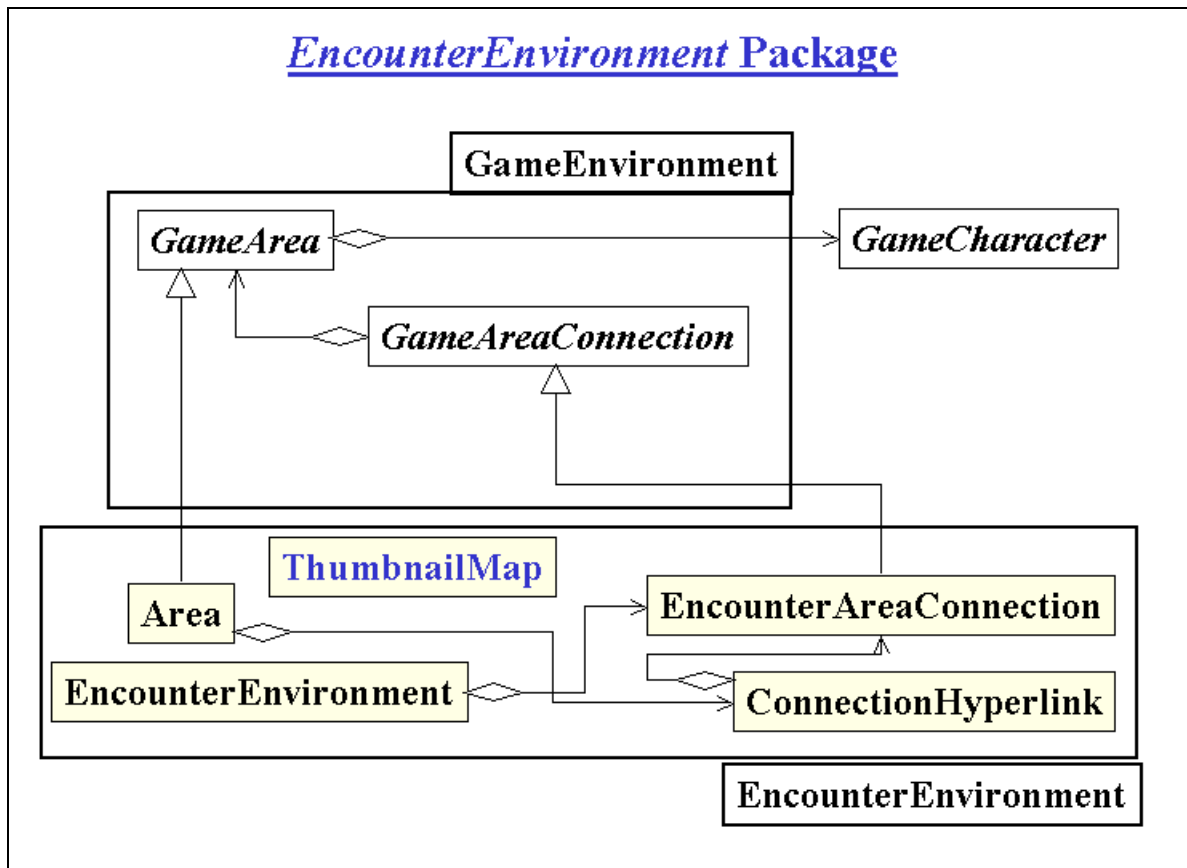 EncounterEnvironment Package
GameEnvironment
GameArea
GameCharacter
GameAreaConnection
ThumbnailMap
Area
EncounterAreaConnection
EncounterEnvironment
ConnectionHyperlink
EncounterEnvironment